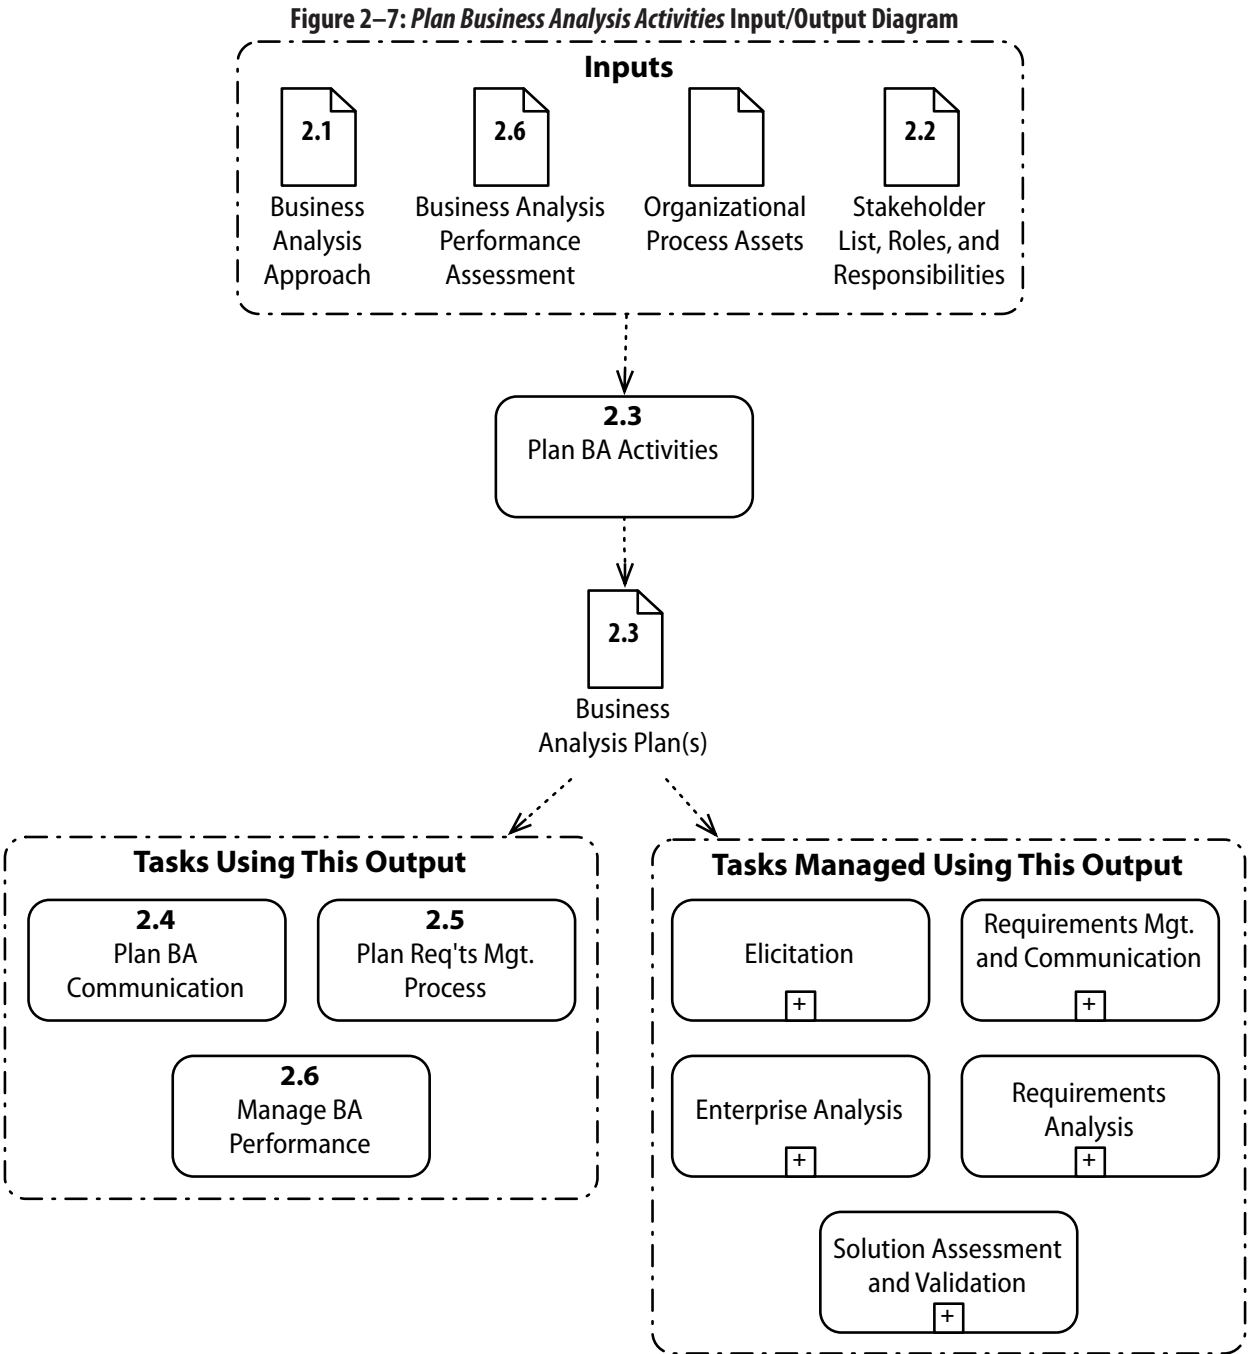 Figure 2–7: Plan Business Analysis Activities Input/Output Diagram
Inputs
2.1
Business
Analysis
Approach
2.6
Business Analysis
Performance
Assessment
Organizational
Process Assets
2.2
Stakeholder
List, Roles, and
Responsibilities
2.3
Plan BA Activities
2.3
Business
Analysis Plan(s)
Tasks Using This Output
2.4
Plan BA
Communication
2.5
Plan Req'ts Mgt.
Process
2.6
Manage BA
Performance
Tasks Managed Using This Output
Elicitation
+
Requirements Mgt.
and Communication
+
Enterprise Analysis
+
Requirements
Analysis
+
Solution Assessment
and Validation
+